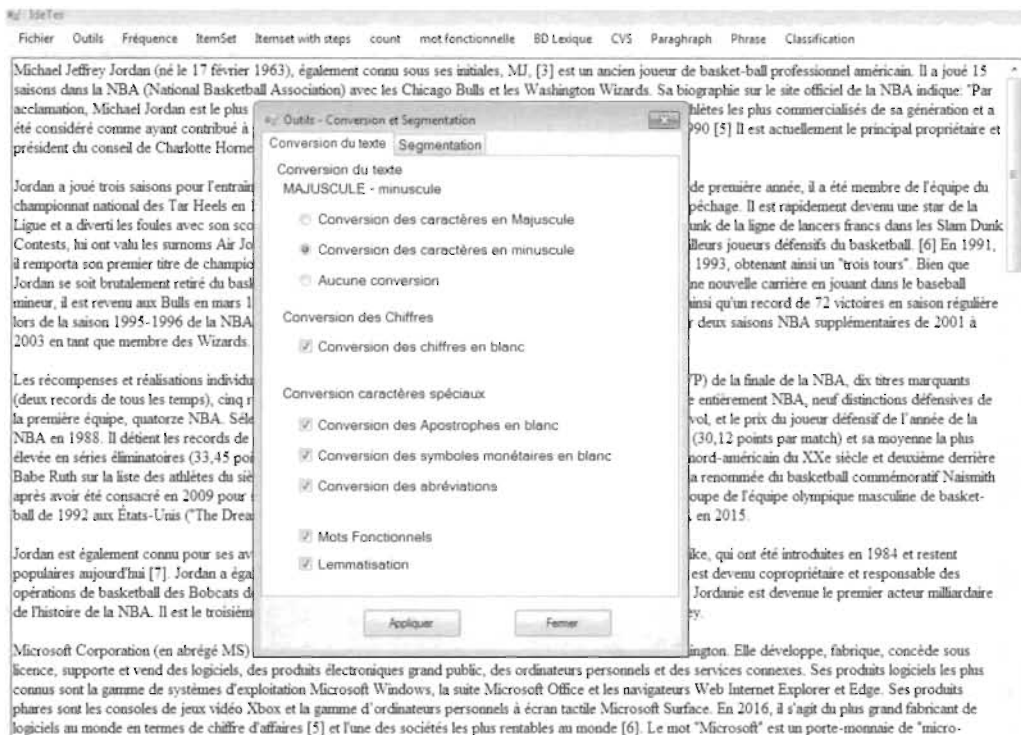 IdeTex
Fichier Outils Fréquence ItemSet Itemset with steps count mot fonctionnelle BD Lexique CVS Paraghraph Phrase Classification
Michael Jeffrey Jordan (né le 17 février 1963), également connu sous ses initiales, MJ, [3] est un ancien joueur de basket-ball professionnel américain. Il a joué 15
saisons dans la NBA (National Basketball Association) avec les Chicago Bulls et les Washington Wizards. Sa biographie sur le site officiel de la NBA indique: "Par
acclamation, Michael Jordan est le plus hlètes les plus commercialisés de sa génération et a
été considéré comme ayant contribué à 990 [5] Il est actuellement le principal propriétaire et
président du conseil de Charlotte Horne
Jordan a joué trois saisons pour l'entraîn de première année, il a été membre de l'équipe du
championnat national des Tar Heels en 1 pêchage. Il est rapidement devenu une star de la
Ligue et a diverti les foules avec son sco unk de la ligne de lancers francs dans les Slam Dunk
Contests, lui ont valu les surnoms Air Jo illeurs joueurs défensifs du basketball. [6] En 1991,
il remporta son premier titre de champio 1993, obtenant ainsi un "trois tours". Bien que
Jordan se soit brutalement retiré du bask ne nouvelle carrière en jouant dans le baseball
mineur, il est revenu aux Bulls en mars 1 ainsi qu'un record de 72 victoires en saison régulière
lors de la saison 1995-1996 de la NBA r deux saisons NBA supplémentaires de 2001 à
2003 en tant que membre des Wizards.
Les récompenses et réalisations individu VP) de la finale de la NBA, dix titres marquants
(deux records de tous les temps), cinq r e entièrement NBA, neuf distinctions défensives de
la première équipe, quatorze NBA. Séle vol, et le prix du joueur défensif de l'année de la
NBA en 1988. Il détient les records de (30,12 points par match) et sa moyenne la plus
élevée en séries éliminatoires (33,45 poi nord-américain du XXe siècle et deuxième derrière
Babe Ruth sur la liste des athlètes du siè a renommée du basketball commémoratif Naismith
après avoir été consacré en 2009 pour oupe de l'équipe olympique masculine de basket-
ball de 1992 aux États-Unis ("The Drea en 2015.
Jordan est également connu pour ses av ike, qui ont été introduites en 1984 et restent
populaires aujourd'hui [7]. Jordan a éga est devenu copropriétaire et responsable des
opérations de basketball des Bobcats d Jordanie est devenue le premier acteur milliardaire
de l'histoire de la NBA. Il est le troisièm ey.
Microsoft Corporation (en abrégé MS) ington. Elle développe, fabrique, concède sous
licence, supporte et vend des logiciels, des produits électroniques grand public, des ordinateurs personnels et des services connexes. Ses produits logiciels les plus
connus sont la gamme de systèmes d'exploitation Microsoft Windows, la suite Microsoft Office et les navigateurs Web Internet Explorer et Edge. Ses produits
phares sont les consoles de jeux vidéo Xbox et la gamme d'ordinateurs personnels à écran tactile Microsoft Surface. En 2016, il s'agit du plus grand fabricant de
logiciels au monde en termes de chiffre d'affaires [5] et l'une des sociétés les plus rentables au monde [6]. Le mot "Microsoft" est un porte-monnaie de "micro-
Outils - Conversion et Segmentation
Conversion du texte Segmentation
Conversion du texte
MAJUSCULE - minuscule
Conversion des caractères en Majuscule
Conversion des caractères en minuscule
Aucune conversion
Conversion des Chiffres
Conversion des chiffres en blanc
Conversion caractères spéciaux
Conversion des Apostrophes en blanc
Conversion des symboles monétaires en blanc
Conversion des abréviations
Mots Fonctionnels
Lemmatisation
Appliquer Fermer